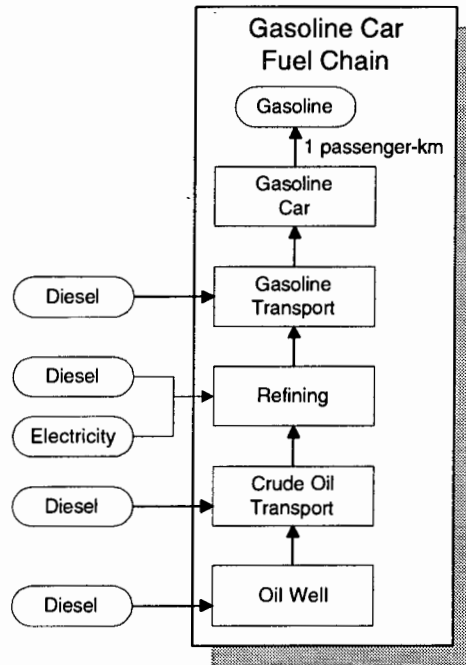 Gasoline Car
Fuel Chain
Gasoline
1 passenger-km
Gasoline
Car
Diesel
Gasoline
Transport
Diesel
Refining
Electricity
Crude Oil
Transport
Diesel
Diesel
Oil Well